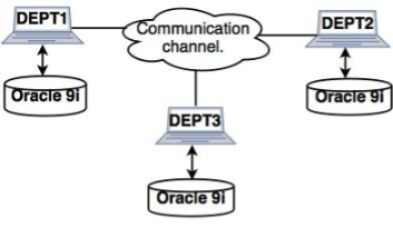 DEPT1
Communication
channel.
DEPT2
Oracle 9i
Oracle 9i
DEPT3
Oracle 9i